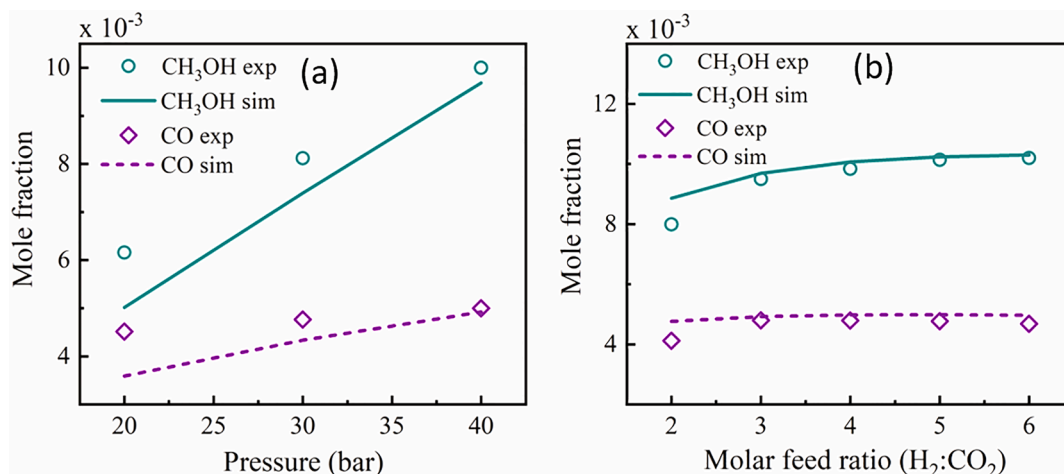 x 10⁻³
10
8
6
4
Mole fraction
CH₃OH exp
CH₃OH sim
CO exp
CO sim
(a)
20 25 30 35 40
Pressure (bar)
x 10⁻³
12
8
4
Mole fraction
CH₃OH exp
CH₃OH sim
CO exp
CO sim
(b)
2 3 4 5 6
Molar feed ratio (H₂:CO₂)